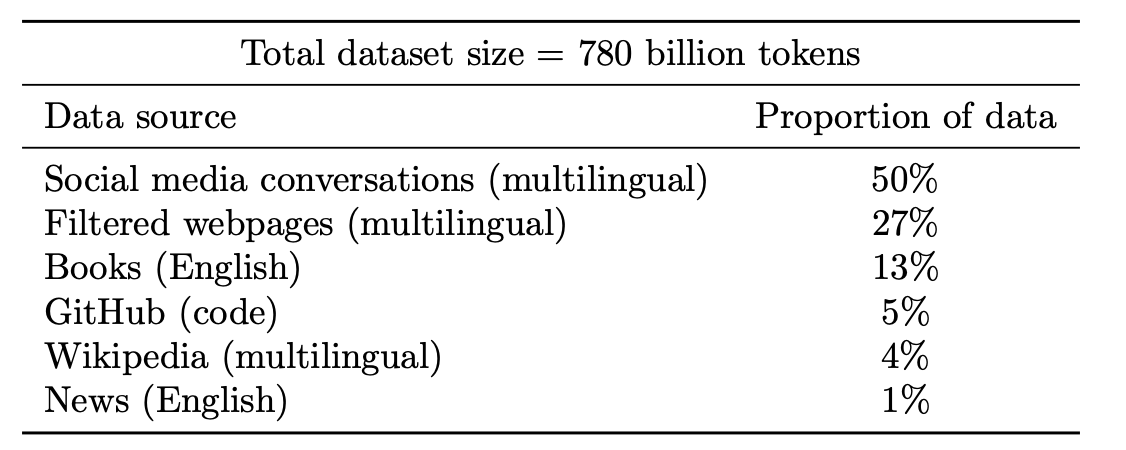 Total dataset size = 780 billion tokens
Data source Proportion of data
Social media conversations (multilingual) 50%
Filtered webpages (multilingual) 27%
Books (English) 13%
GitHub (code) 5%
Wikipedia (multilingual) 4%
News (English) 1%